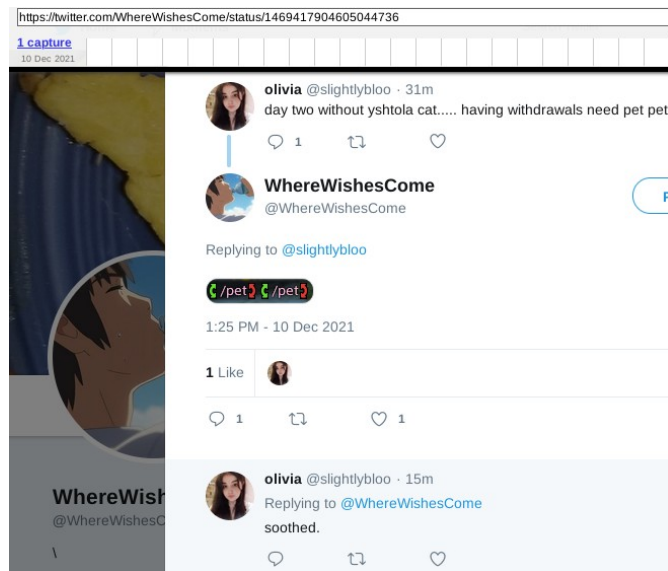 https://twitter.com/WhereWishesCome/status/1469417904605044736
1 capture
10 Dec 2021
olivia @slightlybloo · 31m
day two without yshtola cat..... having withdrawals need pet pet
1
WhereWishesCome
@WhereWishesCome
Replying to @slightlybloo
/pet /pet
1:25 PM - 10 Dec 2021
1 Like
1 1
WhereWish
@WhereWishesC
\
olivia @slightlybloo · 15m
Replying to @WhereWishesCome
soothed.